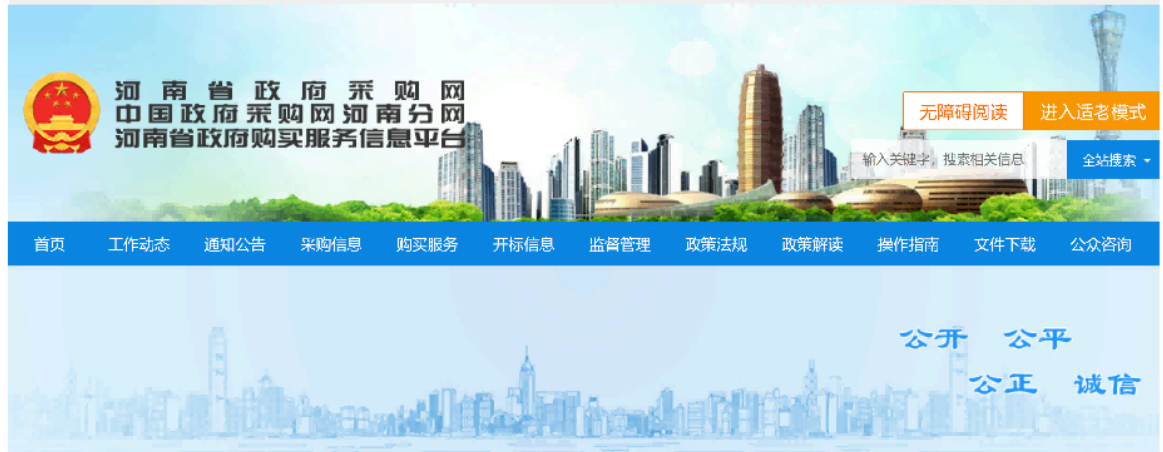 河南省政府采购网
中国政府采购网河南分网
河南省政府购买服务信息平台
无障碍阅读 进入适老模式
输入关键字，搜索相关信息 全站搜索
首页 工作动态 通知公告 采购信息 购买服务 开标信息 监督管理 政策法规 政策解读 操作指南 文件下载 公众咨询
公开 公平
公正 诚信